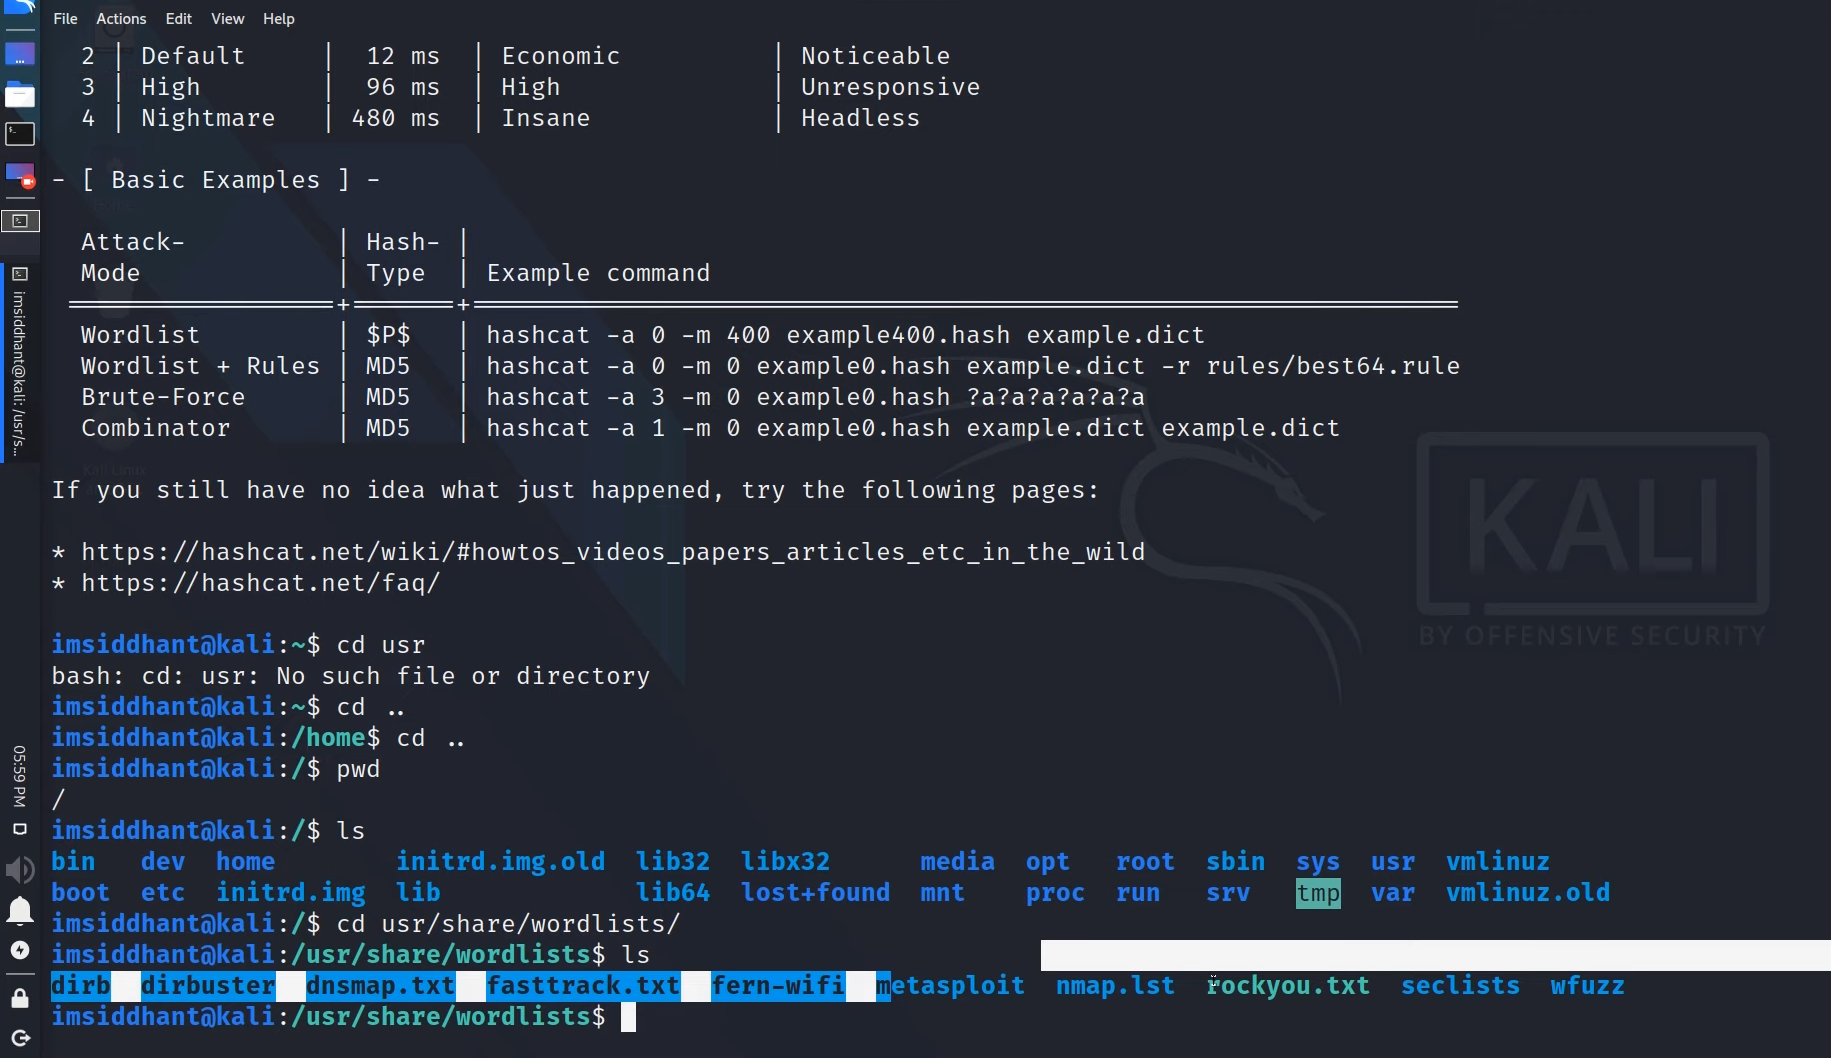 File Actions Edit View Help
2 | Default | 12 ms | Economic | Noticeable
3 | High | 96 ms | High | Unresponsive
4 | Nightmare | 480 ms | Insane | Headless
- [ Basic Examples ] -
Attack- | Hash- |
Mode | Type | Example command
Wordlist | $P$ | hashcat -a 0 -m 400 example400.hash example.dict
Wordlist + Rules | MD5 | hashcat -a 0 -m 0 example0.hash example.dict -r rules/best64.rule
Brute-Force | MD5 | hashcat -a 3 -m 0 example0.hash ?a?a?a?a?a?a
Combinator | MD5 | hashcat -a 1 -m 0 example0.hash example.dict example.dict
If you still have no idea what just happened, try the following pages:
* https://hashcat.net/wiki/#howtos_videos_papers_articles_etc_in_the_wild
* https://hashcat.net/faq/
imsiddhant@kali:~$ cd usr
bash: cd: usr: No such file or directory
imsiddhant@kali:~$ cd ..
imsiddhant@kali:/home$ cd ..
imsiddhant@kali:/$ pwd
/
imsiddhant@kali:/$ ls
bin dev home initrd.img.old lib32 libx32 media opt root sbin sys usr vmlinuz
boot etc initrd.img lib lib64 lost+found mnt proc run srv tmp var vmlinuz.old
imsiddhant@kali:/$ cd usr/share/wordlists/
imsiddhant@kali:/usr/share/wordlists$ ls
dirb dirbuster dnsmap.txt fasttrack.txt fern-wifi metasploit nmap.lst rockyou.txt seclists wfuzz
imsiddhant@kali:/usr/share/wordlists$
imsiddhant@kali: /usr/s...
05:59 PM
KALI
BY OFFENSIVE SECURITY
Home
Kali Linux